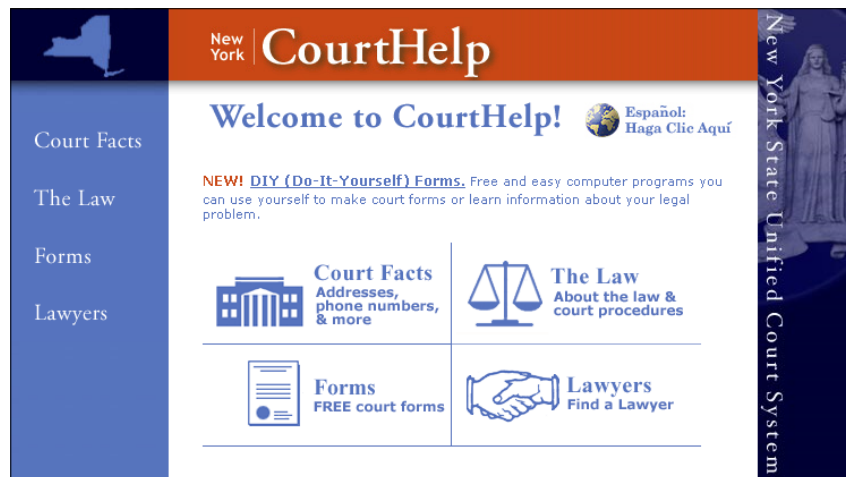 New
York
CourtHelp
Welcome to CourtHelp!
Español:
Haga Clic Aquí
Court Facts
The Law
Forms
Lawyers
NEW! DIY (Do-It-Yourself) Forms. Free and easy computer programs you
can use yourself to make court forms or learn information about your legal
problem.
Court Facts
Addresses,
phone numbers,
& more
The Law
About the law &
court procedures
Forms
FREE court forms
Lawyers
Find a Lawyer
New York State Unified Court System